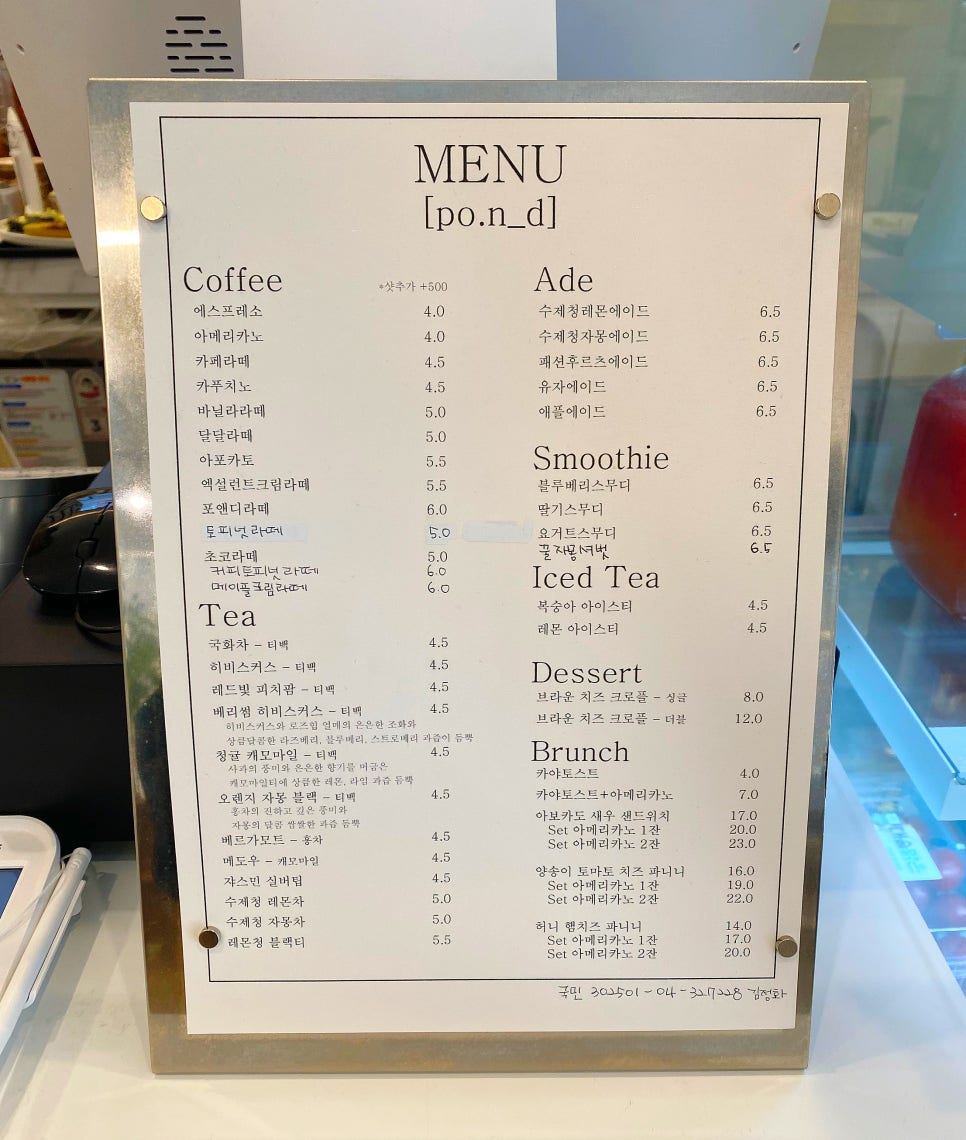 MENU
[po.n_d]
Coffee *샷추가 +500
에스프레소 4.0
아메리카노 4.0
카페라떼 4.5
카푸치노 4.5
바닐라라떼 5.0
달달라떼 5.0
아포카토 5.5
엑설런트크림라떼 5.5
포앤디라떼 6.0
토피넛라떼 5.0
초코라떼 5.0
커피토피넛라떼 6.0
메이플크림라떼 6.0
Tea
국화차 – 티백 4.5
히비스커스 – 티백 4.5
레드빛 피치팜 – 티백 4.5
베리썸 히비스커스 – 티백 4.5
히비스커스와 로즈힙 열매의 은은한 조화와
상큼달콤한 라즈베리, 블루베리, 스트로베리 과즙이 듬뿍
청귤 캐모마일 – 티백 4.5
사과의 풍미와 은은한 향기를 머금은
캐모마일티에 상큼한 레몬, 라임 과즙 듬뿍
오렌지 자몽 블랙 – 티백 4.5
홍차의 진하고 깊은 풍미와
자몽의 달콤 쌉쌀한 과즙 듬뿍
베르가모트 – 홍차 4.5
메도우 – 캐모마일 4.5
쟈스민 실버팁 4.5
수제청 레몬차 5.0
수제청 자몽차 5.0
레몬청 블랙티 5.5
Ade
수제청레몬에이드 6.5
수제청자몽에이드 6.5
패션후르츠에이드 6.5
유자에이드 6.5
애플에이드 6.5
Smoothie
블루베리스무디 6.5
딸기스무디 6.5
요거트스무디 6.5
꿀자몽셔벗 6.5
Iced Tea
복숭아 아이스티 4.5
레몬 아이스티 4.5
Dessert
브라운 치즈 크로플 – 싱글 8.0
브라운 치즈 크로플 – 더블 12.0
Brunch
카야토스트 4.0
카야토스트+아메리카노 7.0
아보카도 새우 샌드위치 17.0
Set 아메리카노 1잔 20.0
Set 아메리카노 2잔 23.0
양송이 토마토 치즈 파니니 16.0
Set 아메리카노 1잔 19.0
Set 아메리카노 2잔 22.0
허니 햄치즈 파니니 14.0
Set 아메리카노 1잔 17.0
Set 아메리카노 2잔 20.0
국민 302501-04-327228 김정화